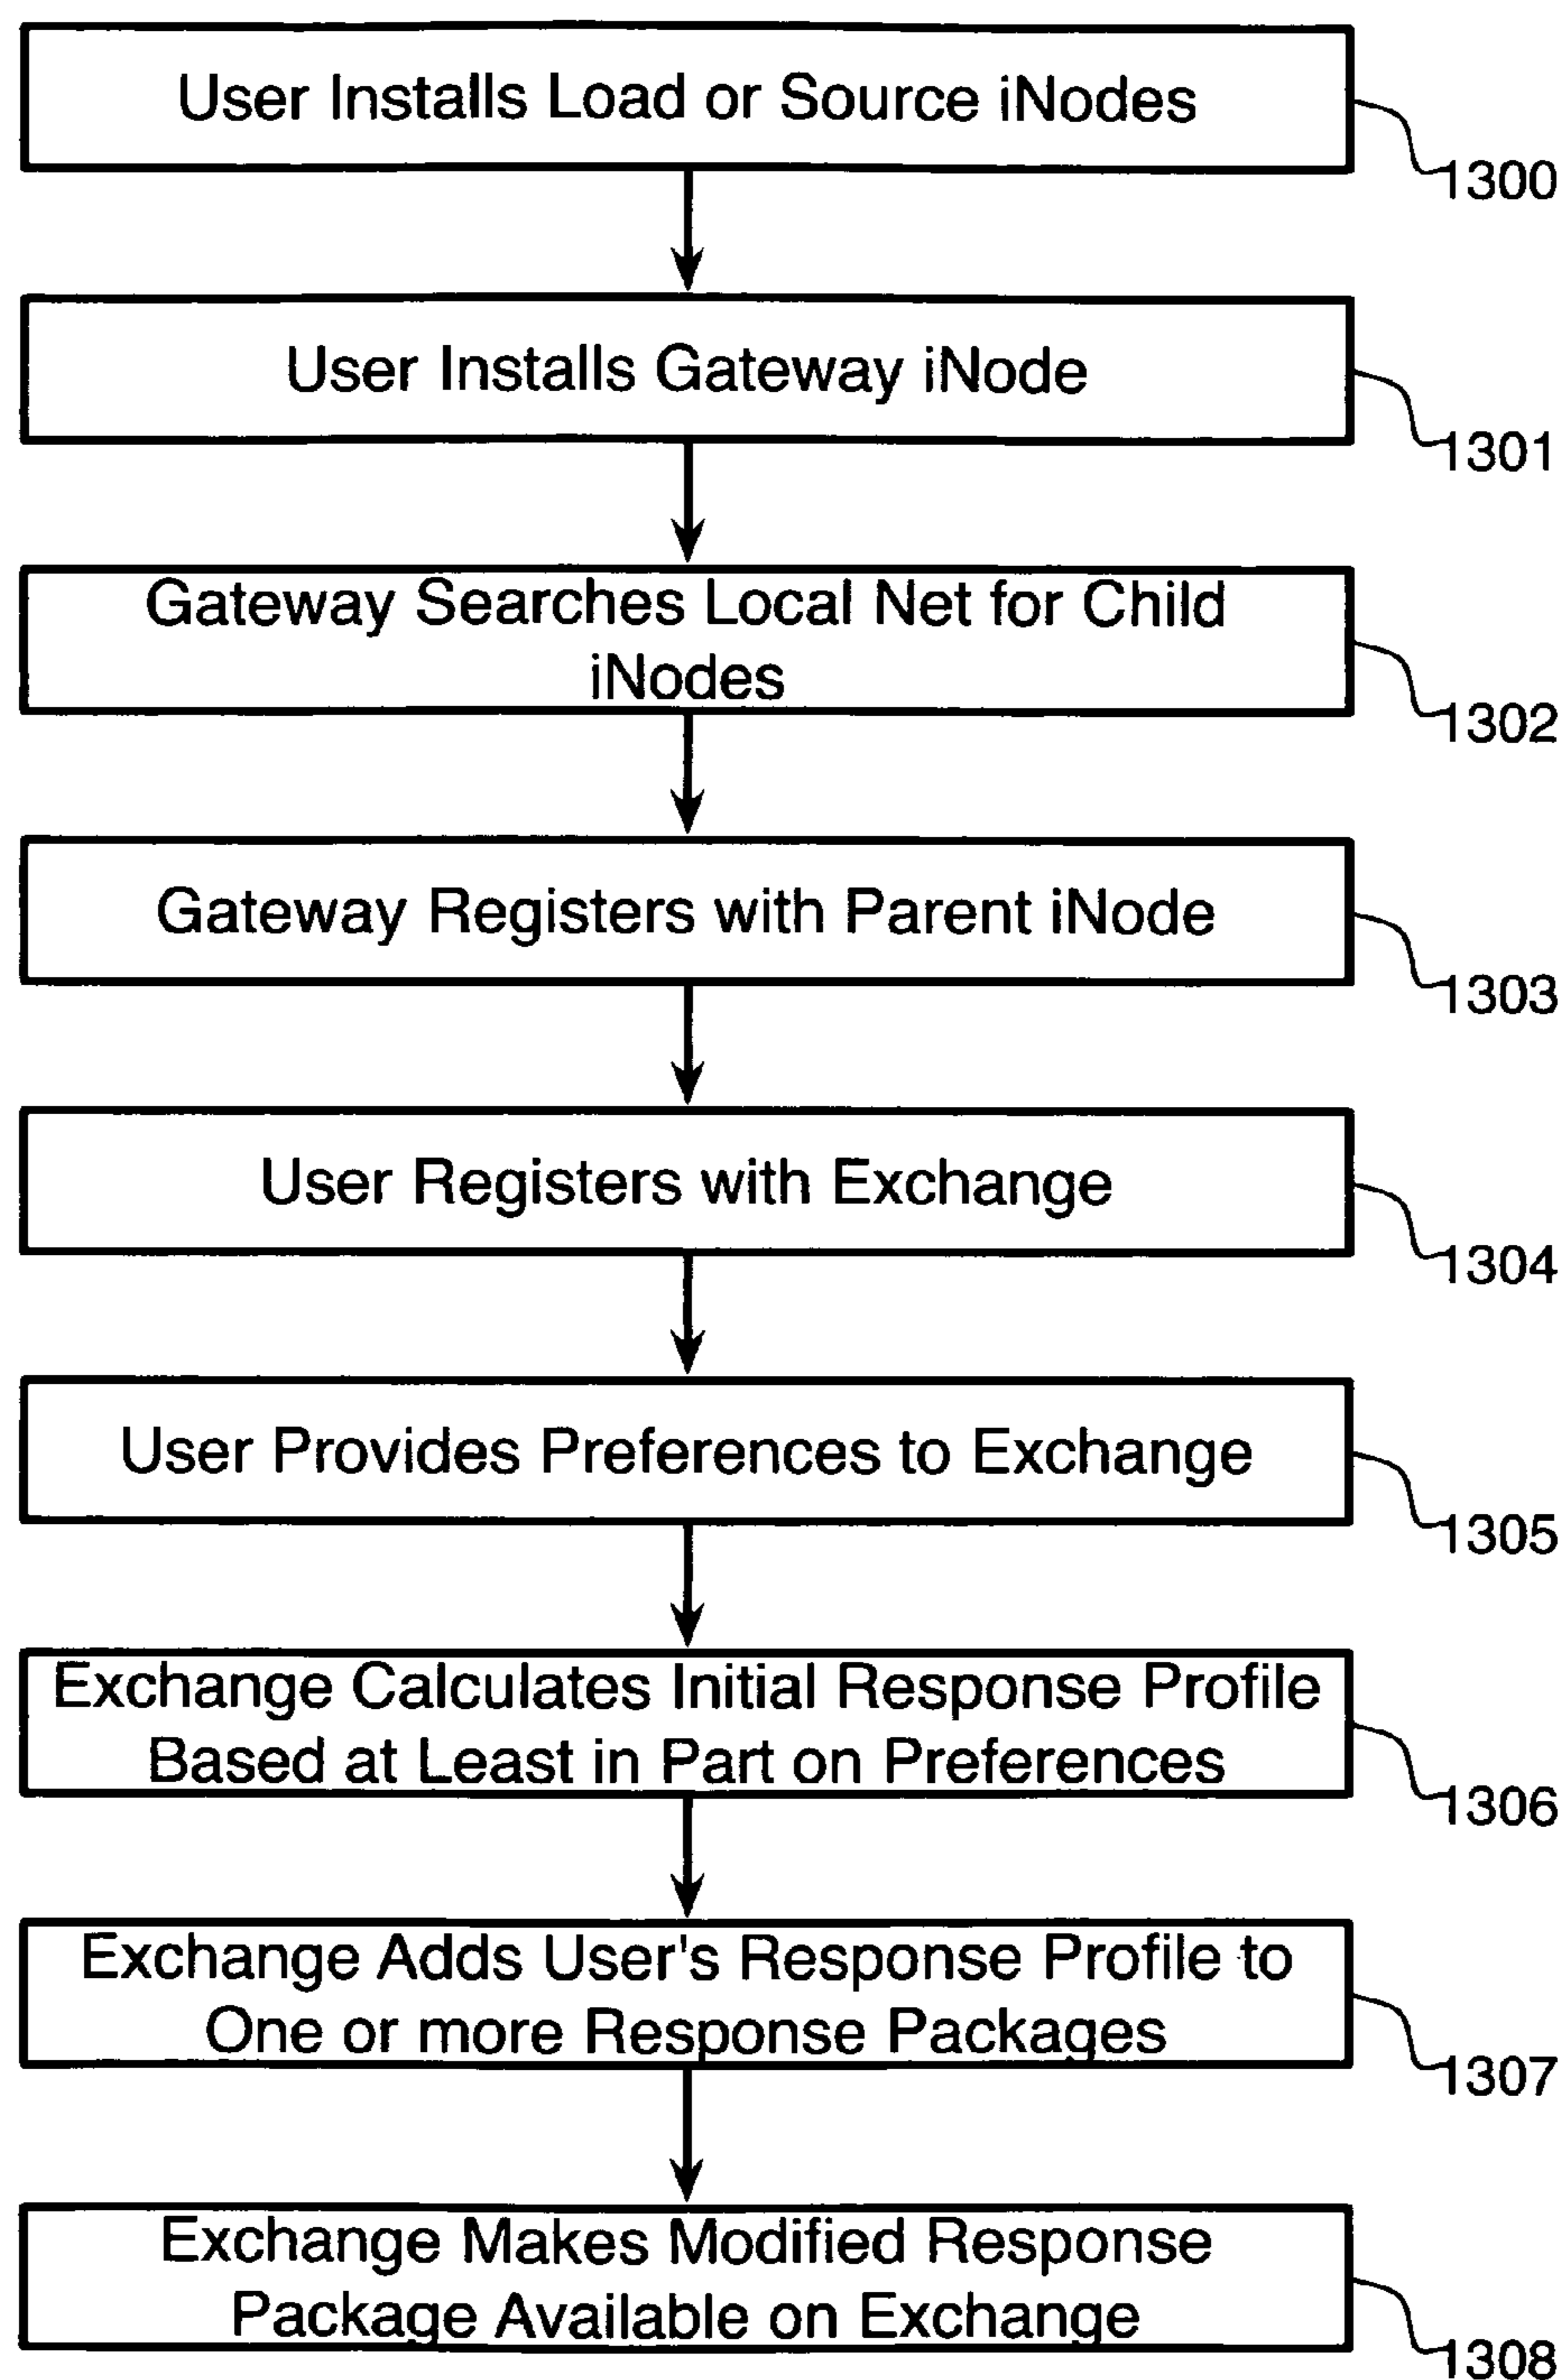 User Installs Load or Source iNodes
1300
User Installs Gateway iNode
1301
Gateway Searches Local Net for Child
iNodes
1302
Gateway Registers with Parent iNode
1303
User Registers with Exchange
1304
User Provides Preferences to Exchange
1305
Exchange Calculates Initial Response Profile
Based at Least in Part on Preferences
1306
Exchange Adds User's Response Profile to
One or more Response Packages
1307
Exchange Makes Modified Response
Package Available on Exchange
1308